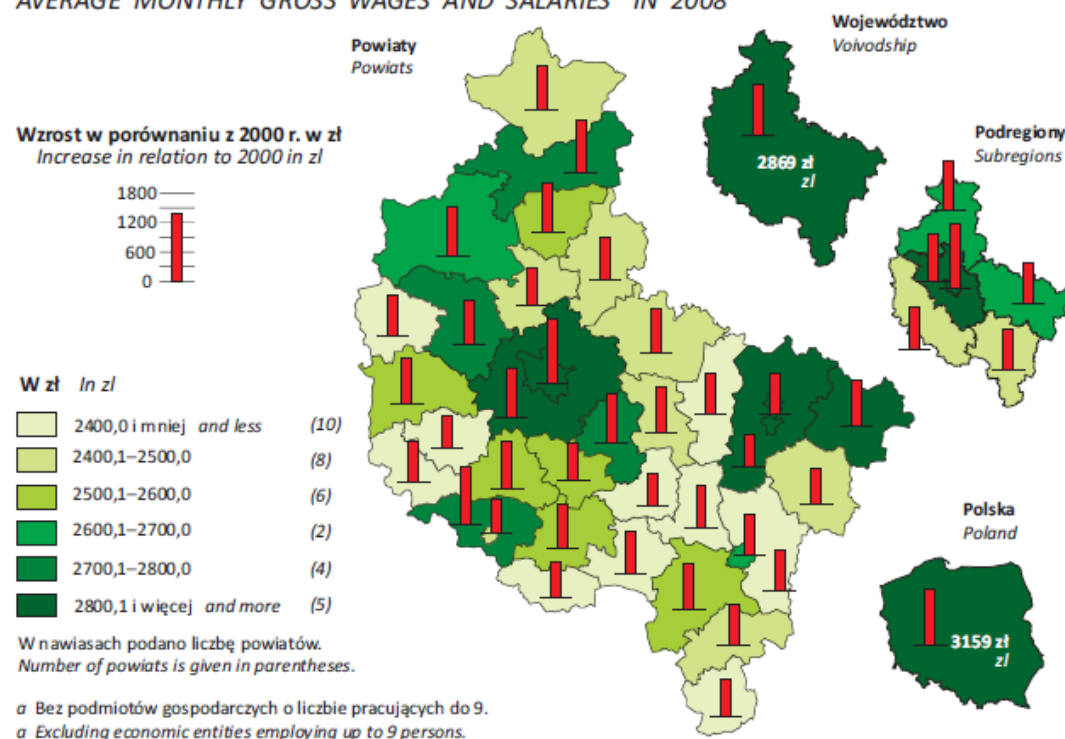 AVERAGE MONTHLY GROSS WAGES AND SALARIES IN 2008
Województwo
Voivodship
Powiaty
Powiats
Wzrost w porównaniu z 2000 r. w zł
Increase in relation to 2000 in zl
1800
1200
600
0
2869 zł
zl
Podregiony
Subregions
W zł In zl
2400,0 i mniej and less (10)
2400,1–2500,0 (8)
2500,1–2600,0 (6)
2600,1–2700,0 (2)
2700,1–2800,0 (4)
2800,1 i więcej and more (5)
Polska
Poland
3159 zł
zl
W nawiasach podano liczbę powiatów.
Number of powiats is given in parentheses.
a Bez podmiotów gospodarczych o liczbie pracujących do 9.
a Excluding economic entities employing up to 9 persons.